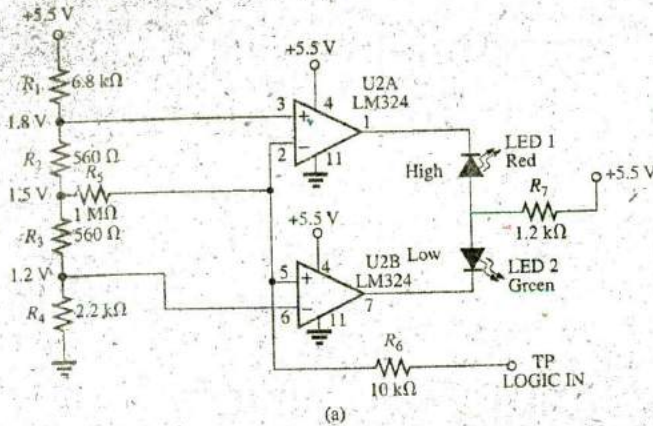 +5.5 V
R1 6.8 kΩ
1.8 V
R2 560 Ω
R5
1.5 V
1 MΩ
R3 560 Ω
1.2 V
R4 2.2 kΩ
+5.5 V
U2A
LM324
3 + 4 1
2 − 11
+5.5 V
U2B
LM324
5 + 4 7
6 − 11
High
LED 1
Red
+5.5 V
R7
1.2 kΩ
Low
LED 2
Green
R6
10 kΩ
TP
LOGIC IN
(a)